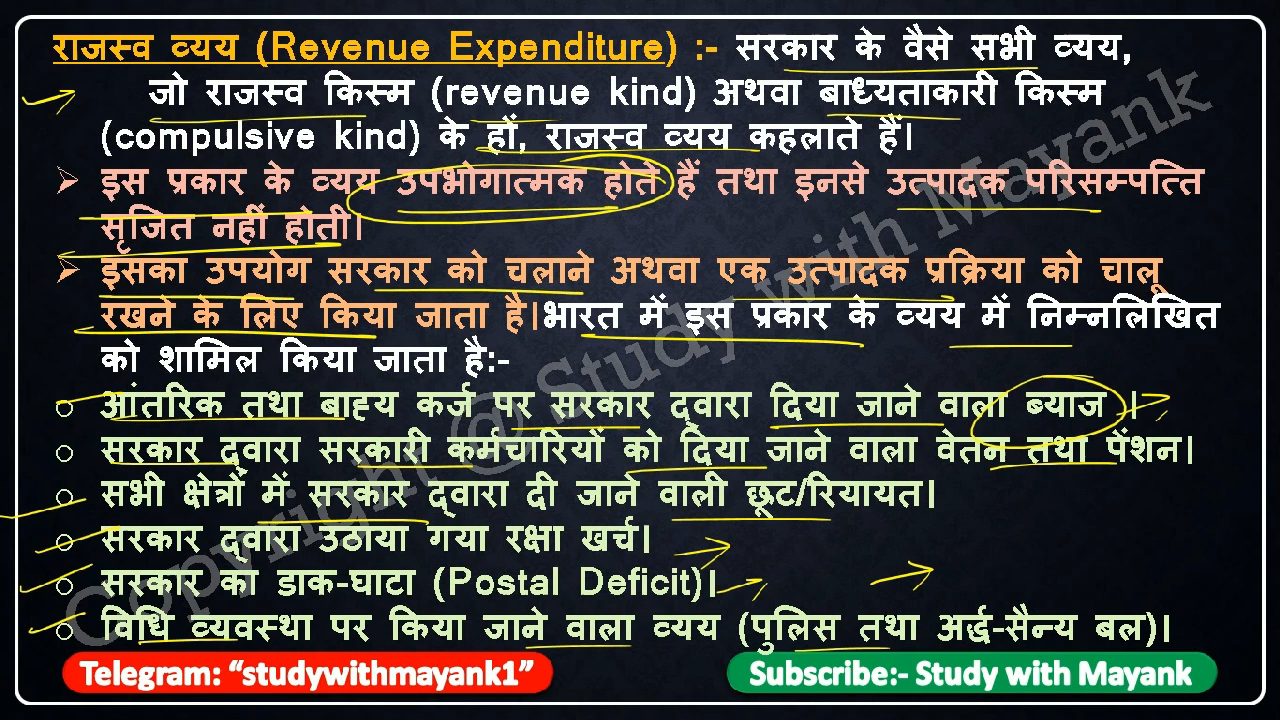 राजस्व व्यय (Revenue Expenditure) :- सरकार के वैसे सभी व्यय,
जो राजस्व किस्म (revenue kind) अथवा बाध्यताकारी किस्म
(compulsive kind) के हों, राजस्व व्यय कहलाते हैं।
➢ इस प्रकार के व्यय उपभोगात्मक होते हैं तथा इनसे उत्पादक परिसम्पत्ति
सृजित नहीं होती।
➢ इसका उपयोग सरकार को चलाने अथवा एक उत्पादक प्रक्रिया को चालू
रखने के लिए किया जाता है।भारत में इस प्रकार के व्यय में निम्नलिखित
को शामिल किया जाता है:-
o आंतरिक तथा बाह्य कर्ज पर सरकार द्वारा दिया जाने वाला ब्याज ।
o सरकार द्वारा सरकारी कर्मचारियों को दिया जाने वाला वेतन तथा पेंशन।
o सभी क्षेत्रों में सरकार द्वारा दी जाने वाली छूट/रियायत।
o सरकार द्वारा उठाया गया रक्षा खर्च।
o सरकार को डाक-घाटा (Postal Deficit)।
o विधि व्यवस्था पर किया जाने वाला व्यय (पुलिस तथा अर्द्ध-सैन्य बल)।
Copyright @ Study with Mayank
Telegram: “studywithmayank1”
Subscribe:- Study with Mayank